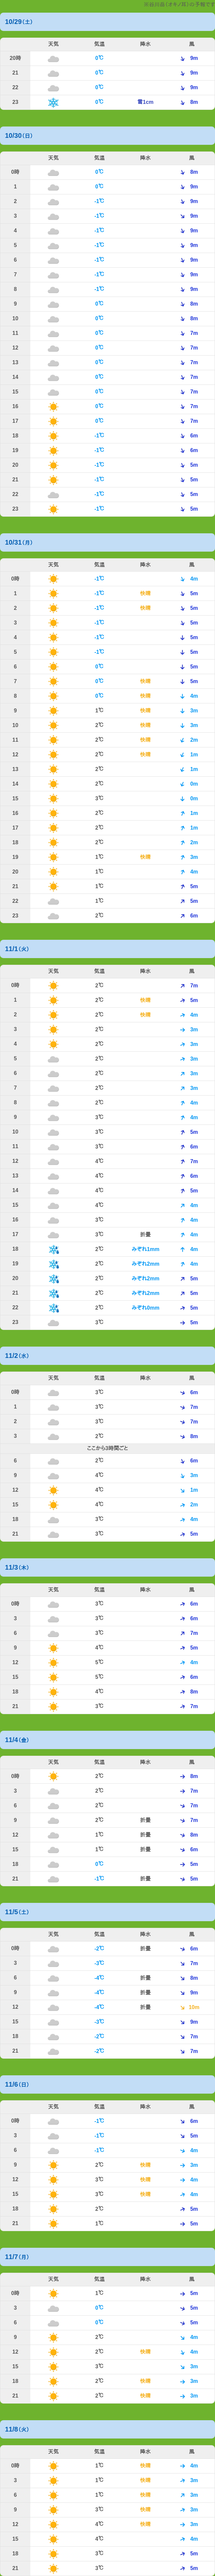 10/29(土)
天気 気温 降水 風
20時 0℃ 9m
21 0℃ 9m
22 0℃ 9m
23 0℃ 雪1cm 8m
10/30(日)
天気 気温 降水 風
0時 0℃ 8m
1 0℃ 9m
2 -1℃ 9m
3 -1℃ 9m
4 -1℃ 9m
5 -1℃ 9m
6 -1℃ 9m
7 -1℃ 9m
8 -1℃ 9m
9 0℃ 8m
10 0℃ 8m
11 0℃ 7m
12 0℃ 7m
13 0℃ 7m
14 0℃ 7m
15 0℃ 7m
16 0℃ 7m
17 0℃ 7m
18 -1℃ 6m
19 -1℃ 6m
20 -1℃ 5m
21 -1℃ 5m
22 -1℃ 5m
23 -1℃ 5m
10/31(月)
天気 気温 降水 風
0時 -1℃ 4m
1 -1℃ 快晴 5m
2 -1℃ 快晴 5m
3 -1℃ 5m
4 -1℃ 5m
5 -1℃ 5m
6 0℃ 5m
7 0℃ 快晴 5m
8 0℃ 快晴 4m
9 1℃ 快晴 3m
10 2℃ 快晴 3m
11 2℃ 快晴 2m
12 2℃ 快晴 1m
13 2℃ 1m
14 2℃ 0m
15 3℃ 0m
16 2℃ 1m
17 2℃ 1m
18 2℃ 2m
19 1℃ 快晴 3m
20 1℃ 4m
21 1℃ 5m
22 1℃ 5m
23 2℃ 6m
11/1(火)
天気 気温 降水 風
0時 2℃ 7m
1 2℃ 快晴 5m
2 2℃ 快晴 4m
3 2℃ 3m
4 2℃ 3m
5 2℃ 3m
6 2℃ 3m
7 2℃ 3m
8 2℃ 4m
9 3℃ 4m
10 3℃ 5m
11 3℃ 6m
12 4℃ 7m
13 4℃ 6m
14 4℃ 5m
15 4℃ 4m
16 3℃ 4m
17 3℃ 折畳 4m
18 2℃ みぞれ1mm 4m
19 2℃ みぞれ2mm 4m
20 2℃ みぞれ2mm 5m
21 2℃ みぞれ2mm 5m
22 2℃ みぞれ0mm 5m
23 3℃ 5m
11/2(水)
天気 気温 降水 風
0時 3℃ 6m
1 3℃ 7m
2 3℃ 7m
3 2℃ 8m
ここから3時間ごと
6 2℃ 6m
9 4℃ 3m
12 4℃ 1m
15 4℃ 2m
18 3℃ 4m
21 3℃ 5m
11/3(木)
天気 気温 降水 風
0時 3℃ 6m
3 3℃ 6m
6 3℃ 7m
9 4℃ 5m
12 5℃ 4m
15 5℃ 6m
18 4℃ 8m
21 3℃ 7m
11/4(金)
天気 気温 降水 風
0時 2℃ 8m
3 2℃ 7m
6 2℃ 7m
9 2℃ 折畳 7m
12 1℃ 折畳 8m
15 1℃ 折畳 6m
18 0℃ 5m
21 -1℃ 折畳 5m
11/5(土)
天気 気温 降水 風
0時 -2℃ 折畳 6m
3 -3℃ 7m
6 -4℃ 折畳 8m
9 -4℃ 折畳 9m
12 -4℃ 折畳 10m
15 -3℃ 9m
18 -2℃ 7m
21 -2℃ 7m
11/6(日)
天気 気温 降水 風
0時 -1℃ 6m
3 -1℃ 5m
6 -1℃ 4m
9 2℃ 快晴 3m
12 3℃ 快晴 4m
15 3℃ 快晴 4m
18 2℃ 5m
21 1℃ 5m
11/7(月)
天気 気温 降水 風
0時 1℃ 5m
3 0℃ 5m
6 0℃ 5m
9 2℃ 4m
12 2℃ 快晴 4m
15 3℃ 3m
18 2℃ 快晴 3m
21 2℃ 快晴 3m
11/8(火)
天気 気温 降水 風
0時 1℃ 快晴 4m
3 1℃ 快晴 3m
6 1℃ 快晴 3m
9 3℃ 快晴 3m
12 4℃ 快晴 3m
15 4℃ 4m
18 3℃ 5m
21 3℃ 5m